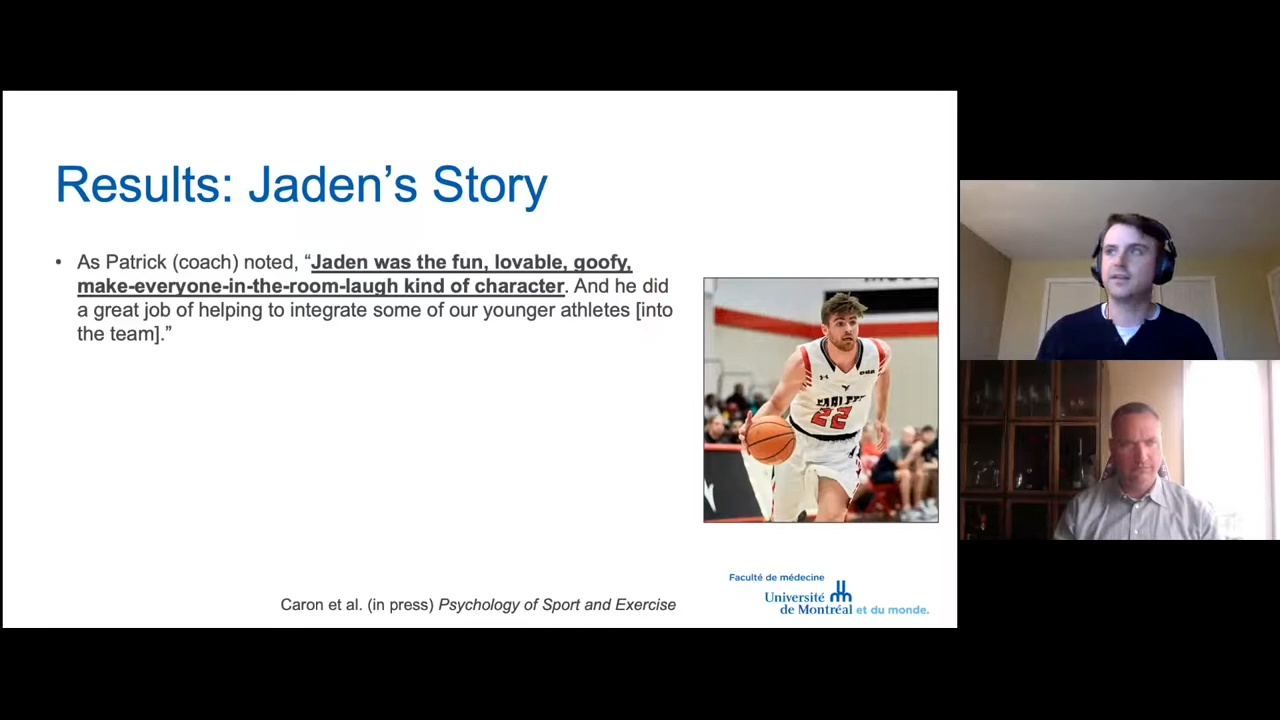 Results: Jaden’s Story
• As Patrick (coach) noted, “Jaden was the fun, lovable, goofy,
make-everyone-in-the-room-laugh kind of character. And he did
a great job of helping to integrate some of our younger athletes [into
the team].”
22
Caron et al. (in press) Psychology of Sport and Exercise
Faculté de médecine
Université
de Montréal et du monde.